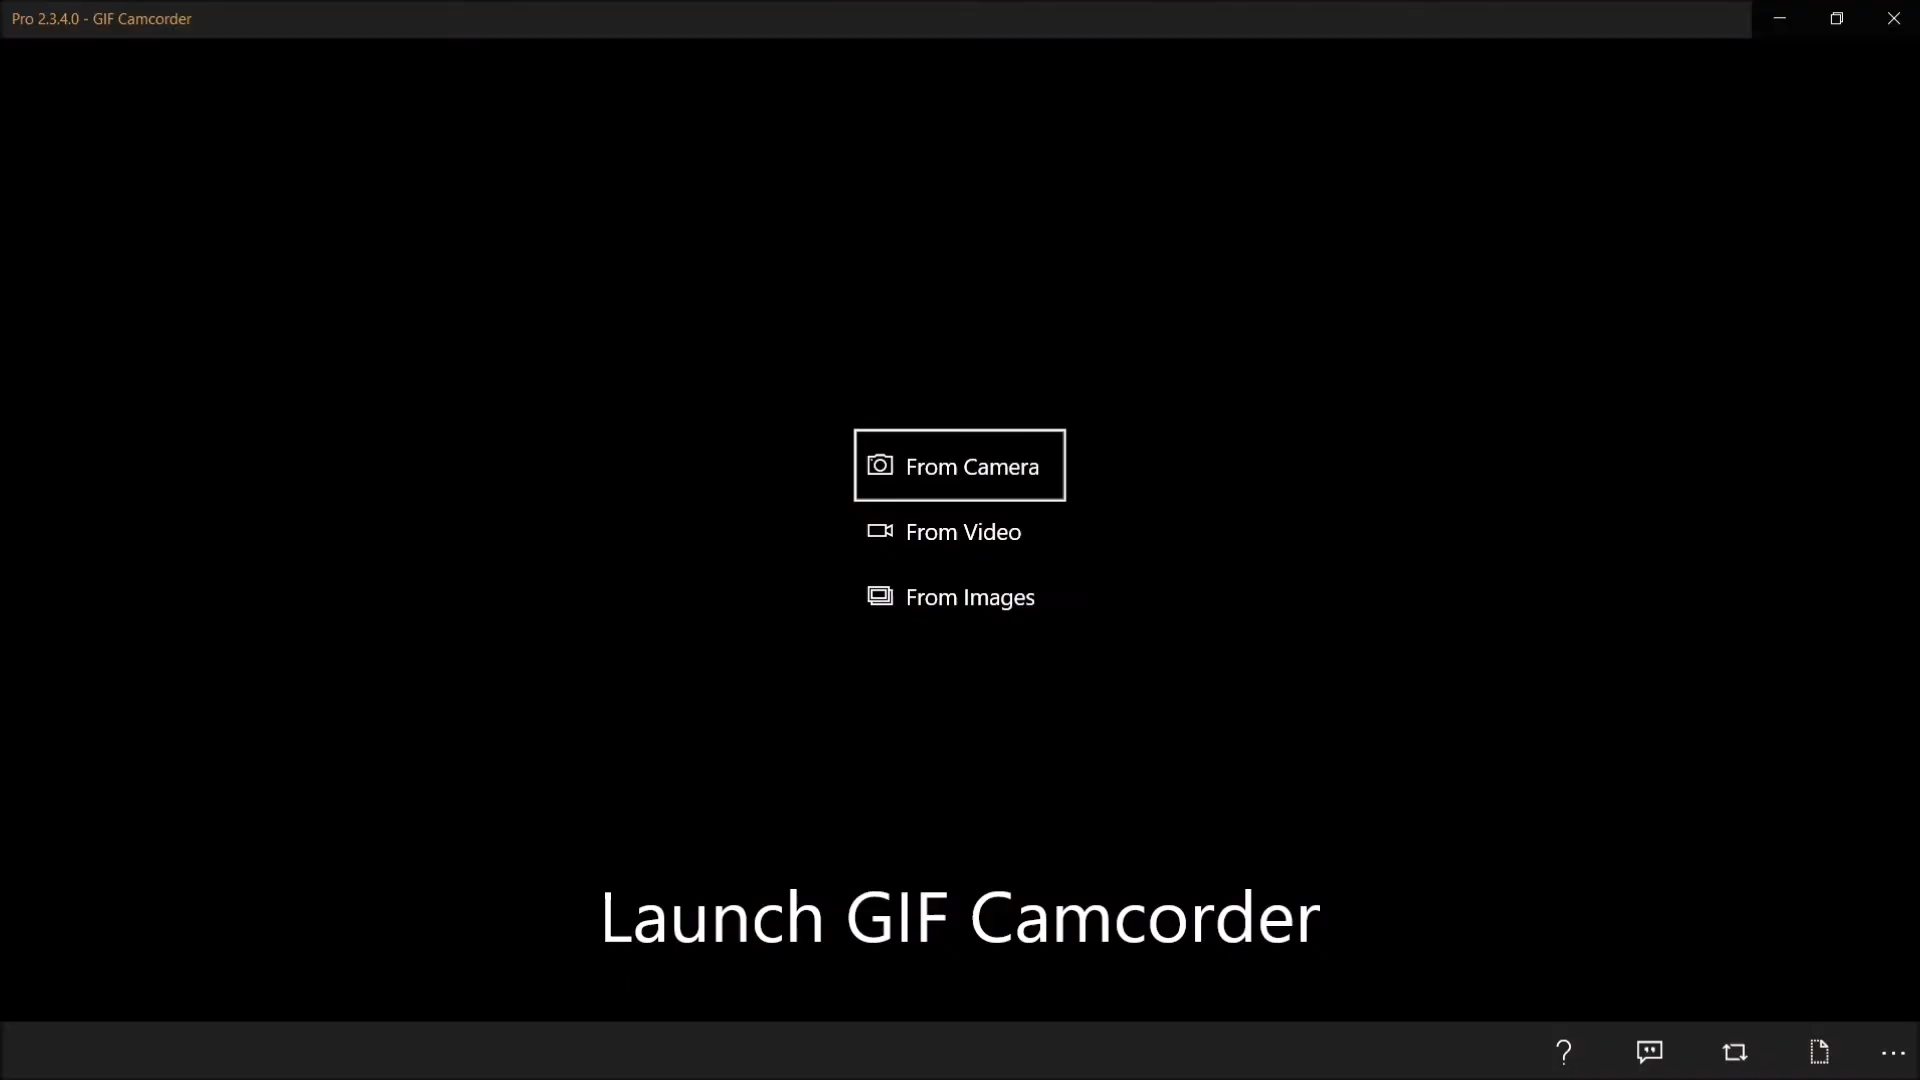 Pro 2.3.4.0 - GIF Camcorder
From Camera
From Video
From Images
Launch GIF Camcorder